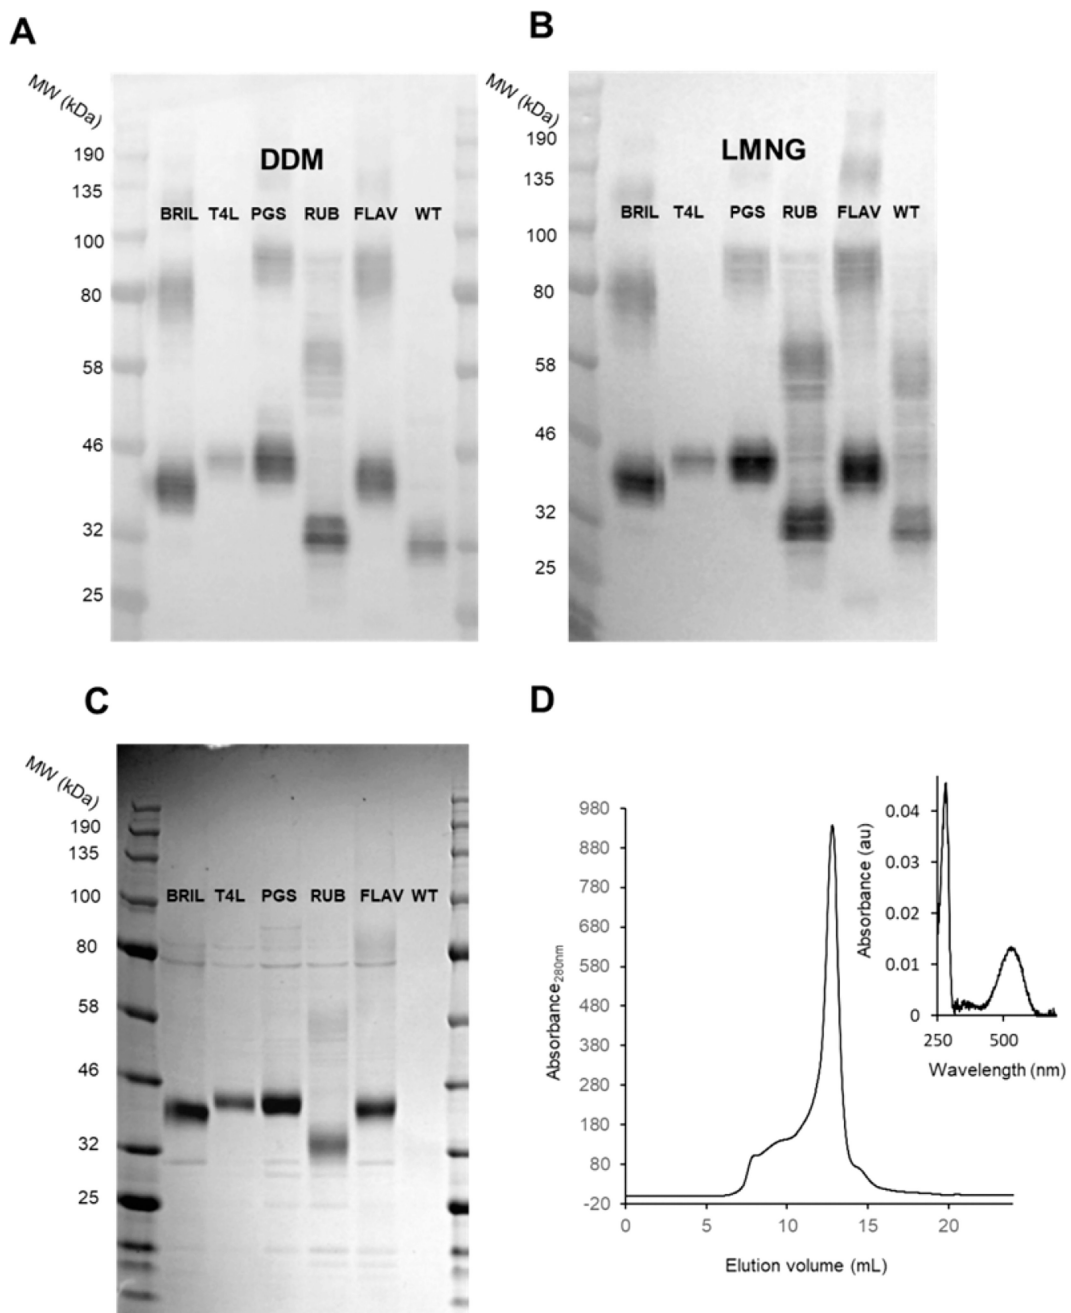 A
MW (kDa)
DDM
190
135
BRIL T4L PGS RUB FLAV WT
100
80
58
46
32
25
B
MW (kDa)
LMNG
190
135
BRIL T4L PGS RUB FLAV WT
100
80
58
46
32
25
C
MW (kDa)
190
135
BRIL T4L PGS RUB FLAV WT
100
80
58
46
32
25
D
Absorbance280nm
980
880
780
680
580
480
380
280
180
80
-20
0 5 10 15 20
Elution volume (mL)
Absorbance (au)
0.04
0.03
0.02
0.01
0
250 500
Wavelength (nm)